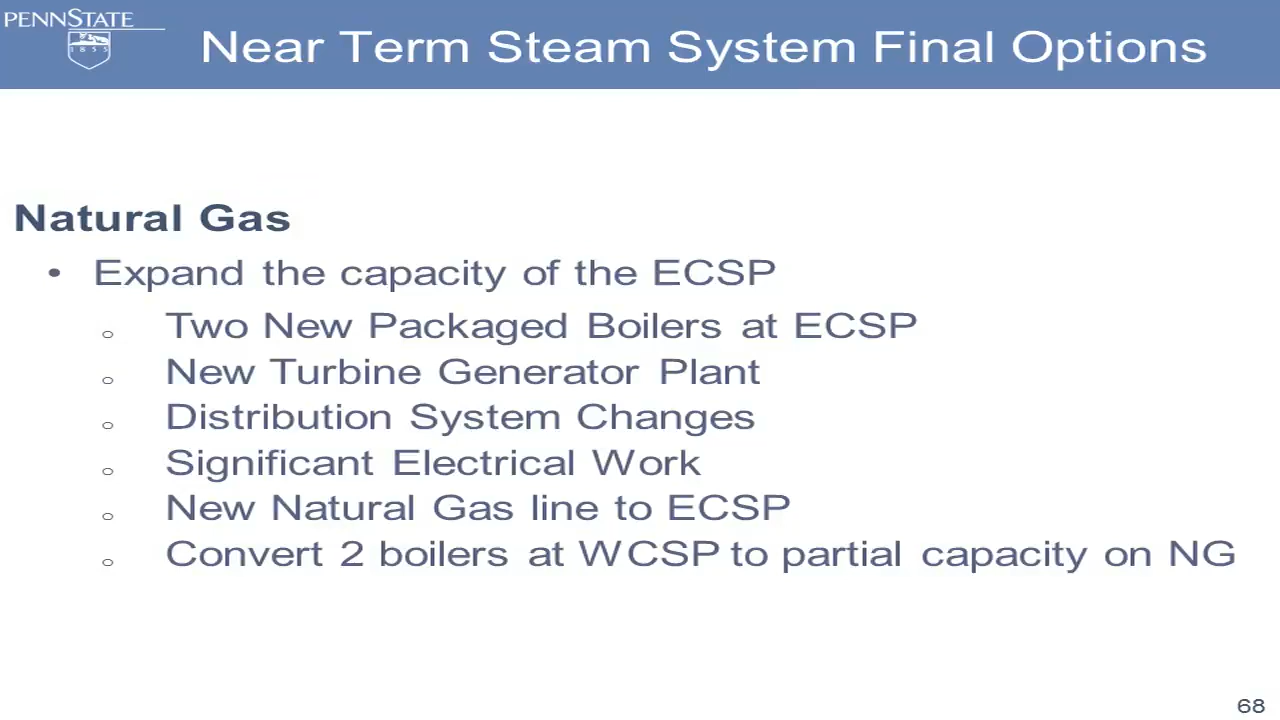 PENNSTATE
1855
Near Term Steam System Final Options
Natural Gas
• Expand the capacity of the ECSP
o Two New Packaged Boilers at ECSP
o New Turbine Generator Plant
o Distribution System Changes
o Significant Electrical Work
o New Natural Gas line to ECSP
o Convert 2 boilers at WCSP to partial capacity on NG
68